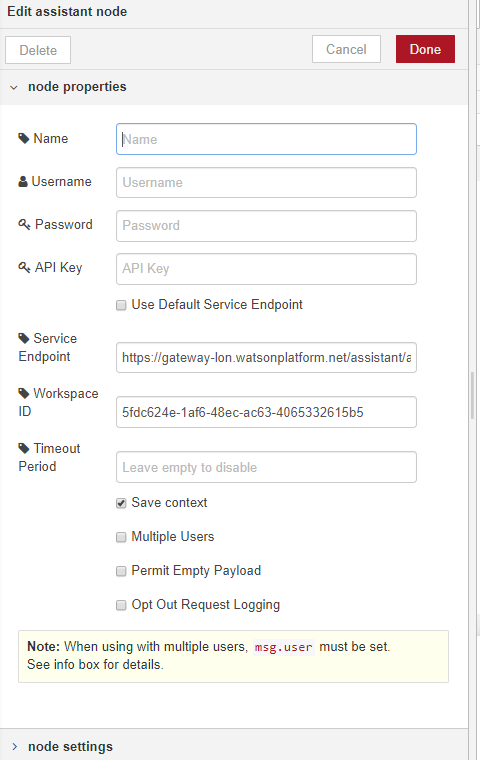 Edit assistant node
Delete
Cancel
Done
node properties
Name
Name
Username
Username
Password
Password
API Key
API Key
Use Default Service Endpoint
Service
Endpoint
https://gateway-lon.watsonplatform.net/assistant/a
Workspace
ID
5fdc624e-1af6-48ec-ac63-4065332615b5
Timeout
Period
Leave empty to disable
Save context
Multiple Users
Permit Empty Payload
Opt Out Request Logging
Note: When using with multiple users, msg.user must be set.
See info box for details.
node settings